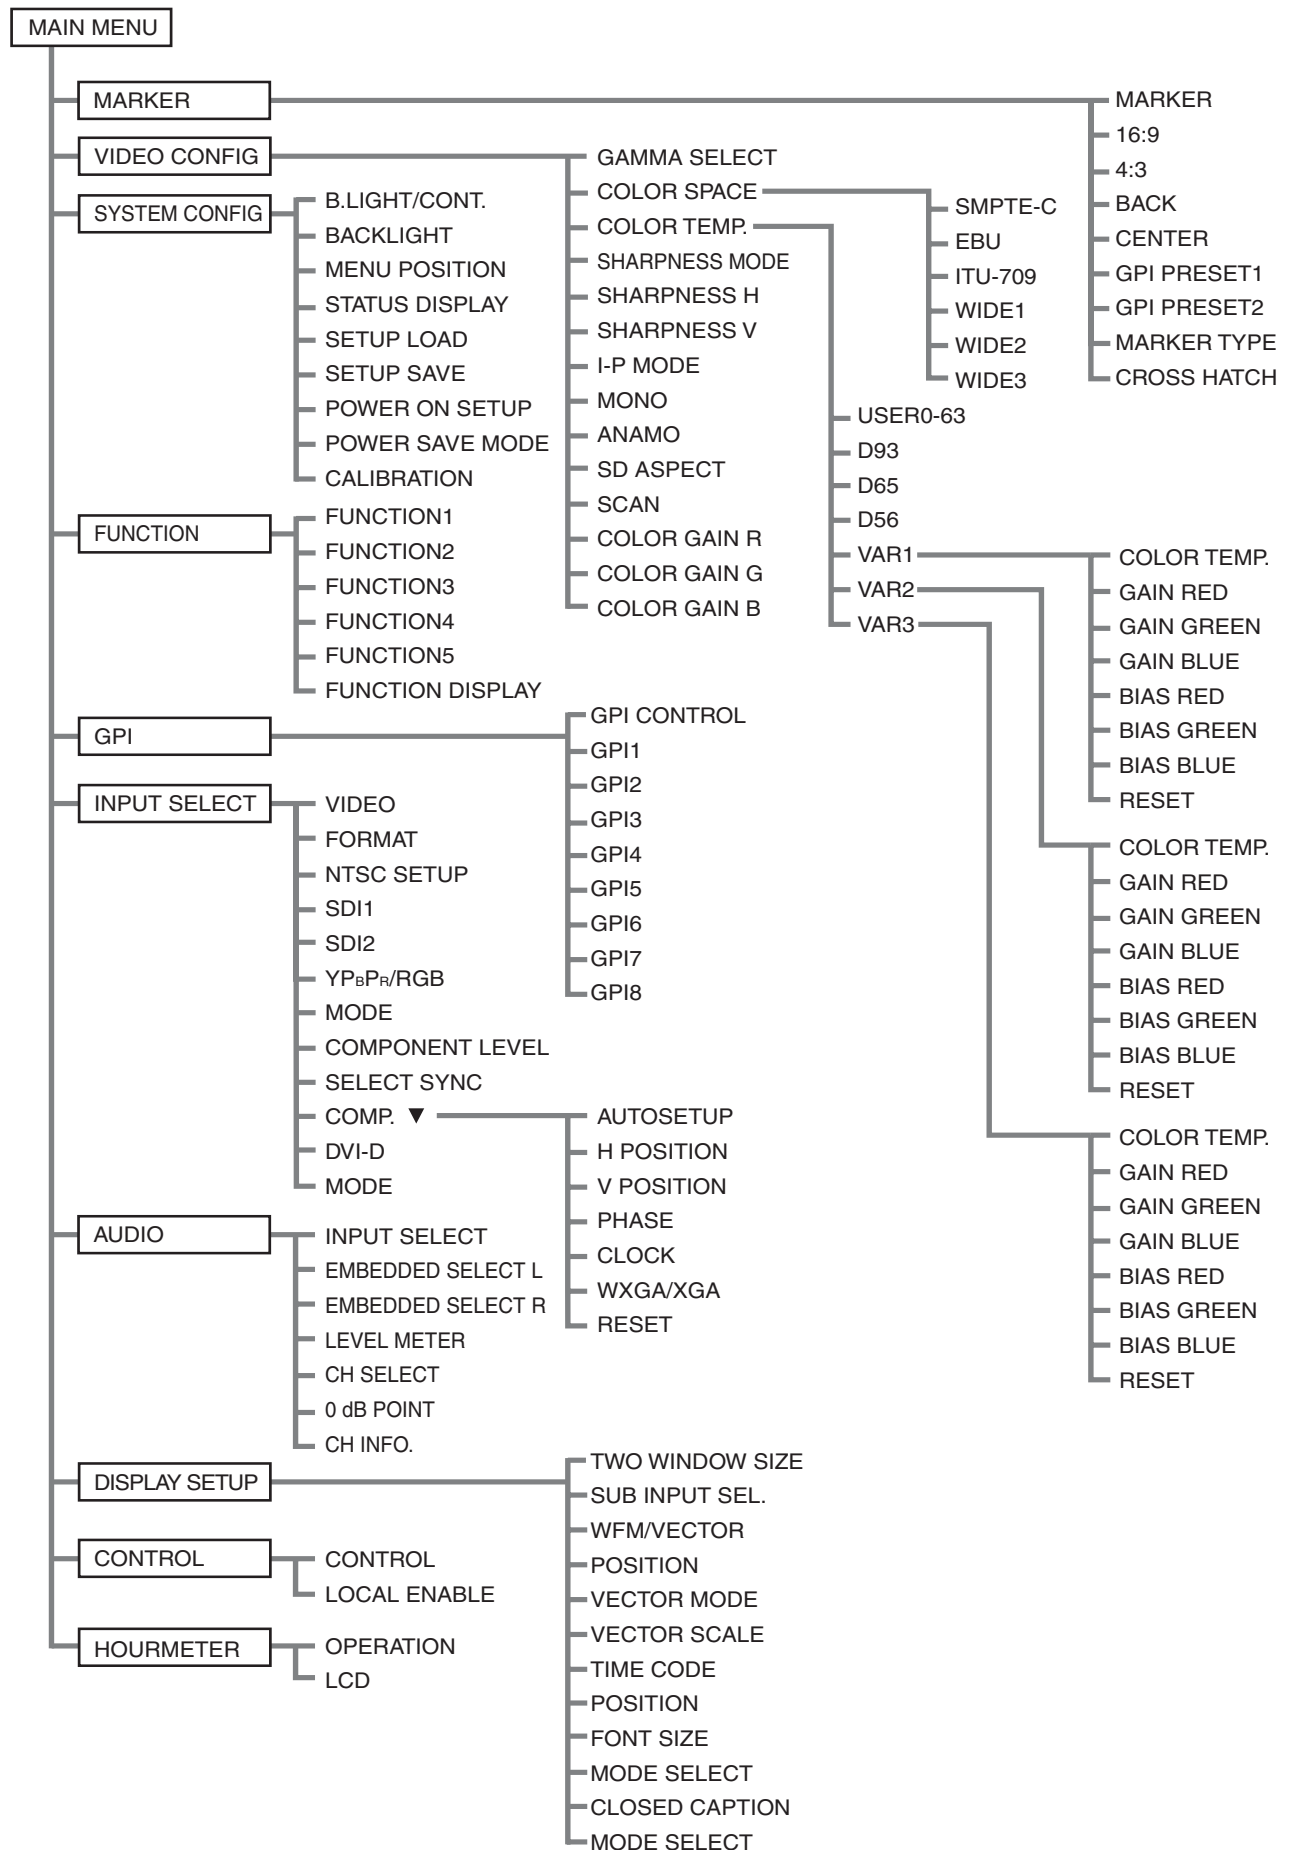 MAIN MENU
MARKER
MARKER
16:9
4:3
BACK
CENTER
GPI PRESET1
GPI PRESET2
MARKER TYPE
CROSS HATCH
VIDEO CONFIG
GAMMA SELECT
COLOR SPACE
SMPTE-C
EBU
ITU-709
WIDE1
WIDE2
WIDE3
COLOR TEMP.
USER0-63
D93
D65
D56
VAR1
COLOR TEMP.
GAIN RED
GAIN GREEN
GAIN BLUE
BIAS RED
BIAS GREEN
BIAS BLUE
RESET
VAR2
COLOR TEMP.
GAIN RED
GAIN GREEN
GAIN BLUE
BIAS RED
BIAS GREEN
BIAS BLUE
RESET
VAR3
COLOR TEMP.
GAIN RED
GAIN GREEN
GAIN BLUE
BIAS RED
BIAS GREEN
BIAS BLUE
RESET
SHARPNESS MODE
SHARPNESS H
SHARPNESS V
I-P MODE
MONO
ANAMO
SD ASPECT
SCAN
COLOR GAIN R
COLOR GAIN G
COLOR GAIN B
SYSTEM CONFIG
B.LIGHT/CONT.
BACKLIGHT
MENU POSITION
STATUS DISPLAY
SETUP LOAD
SETUP SAVE
POWER ON SETUP
POWER SAVE MODE
CALIBRATION
FUNCTION
FUNCTION1
FUNCTION2
FUNCTION3
FUNCTION4
FUNCTION5
FUNCTION DISPLAY
GPI
GPI CONTROL
GPI1
GPI2
GPI3
GPI4
GPI5
GPI6
GPI7
GPI8
INPUT SELECT
VIDEO
FORMAT
NTSC SETUP
SDI1
SDI2
YPBPR/RGB
MODE
COMPONENT LEVEL
SELECT SYNC
COMP. ▼
AUTOSETUP
H POSITION
V POSITION
PHASE
CLOCK
WXGA/XGA
RESET
DVI-D
MODE
AUDIO
INPUT SELECT
EMBEDDED SELECT L
EMBEDDED SELECT R
LEVEL METER
CH SELECT
0 dB POINT
CH INFO.
DISPLAY SETUP
TWO WINDOW SIZE
SUB INPUT SEL.
WFM/VECTOR
POSITION
VECTOR MODE
VECTOR SCALE
TIME CODE
POSITION
FONT SIZE
MODE SELECT
CLOSED CAPTION
MODE SELECT
CONTROL
CONTROL
LOCAL ENABLE
HOURMETER
OPERATION
LCD